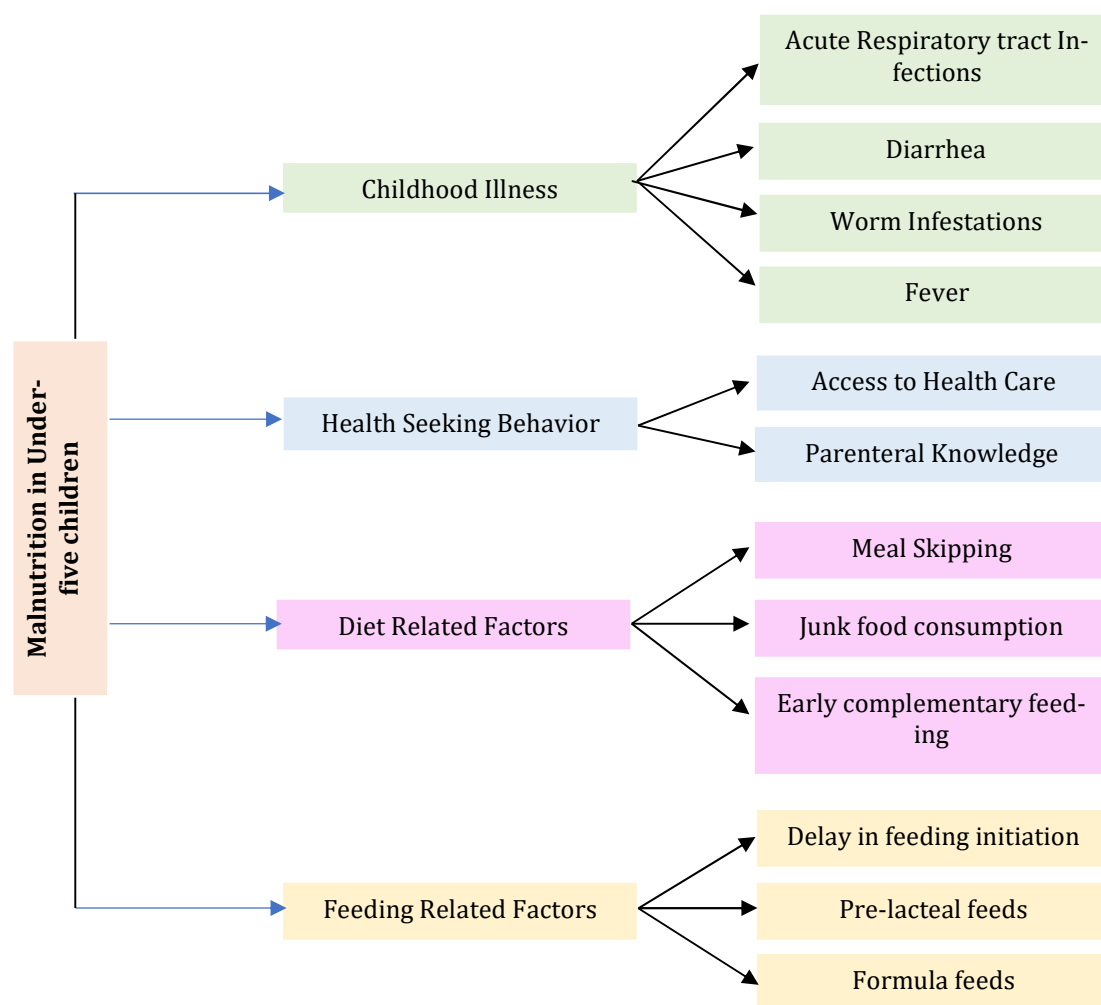 Malnutrition in Under-
five children
Childhood Illness
Acute Respiratory tract In-
fections
Diarrhea
Worm Infestations
Fever
Health Seeking Behavior
Access to Health Care
Parenteral Knowledge
Diet Related Factors
Meal Skipping
Junk food consumption
Early complementary feed-
ing
Feeding Related Factors
Delay in feeding initiation
Pre-lacteal feeds
Formula feeds